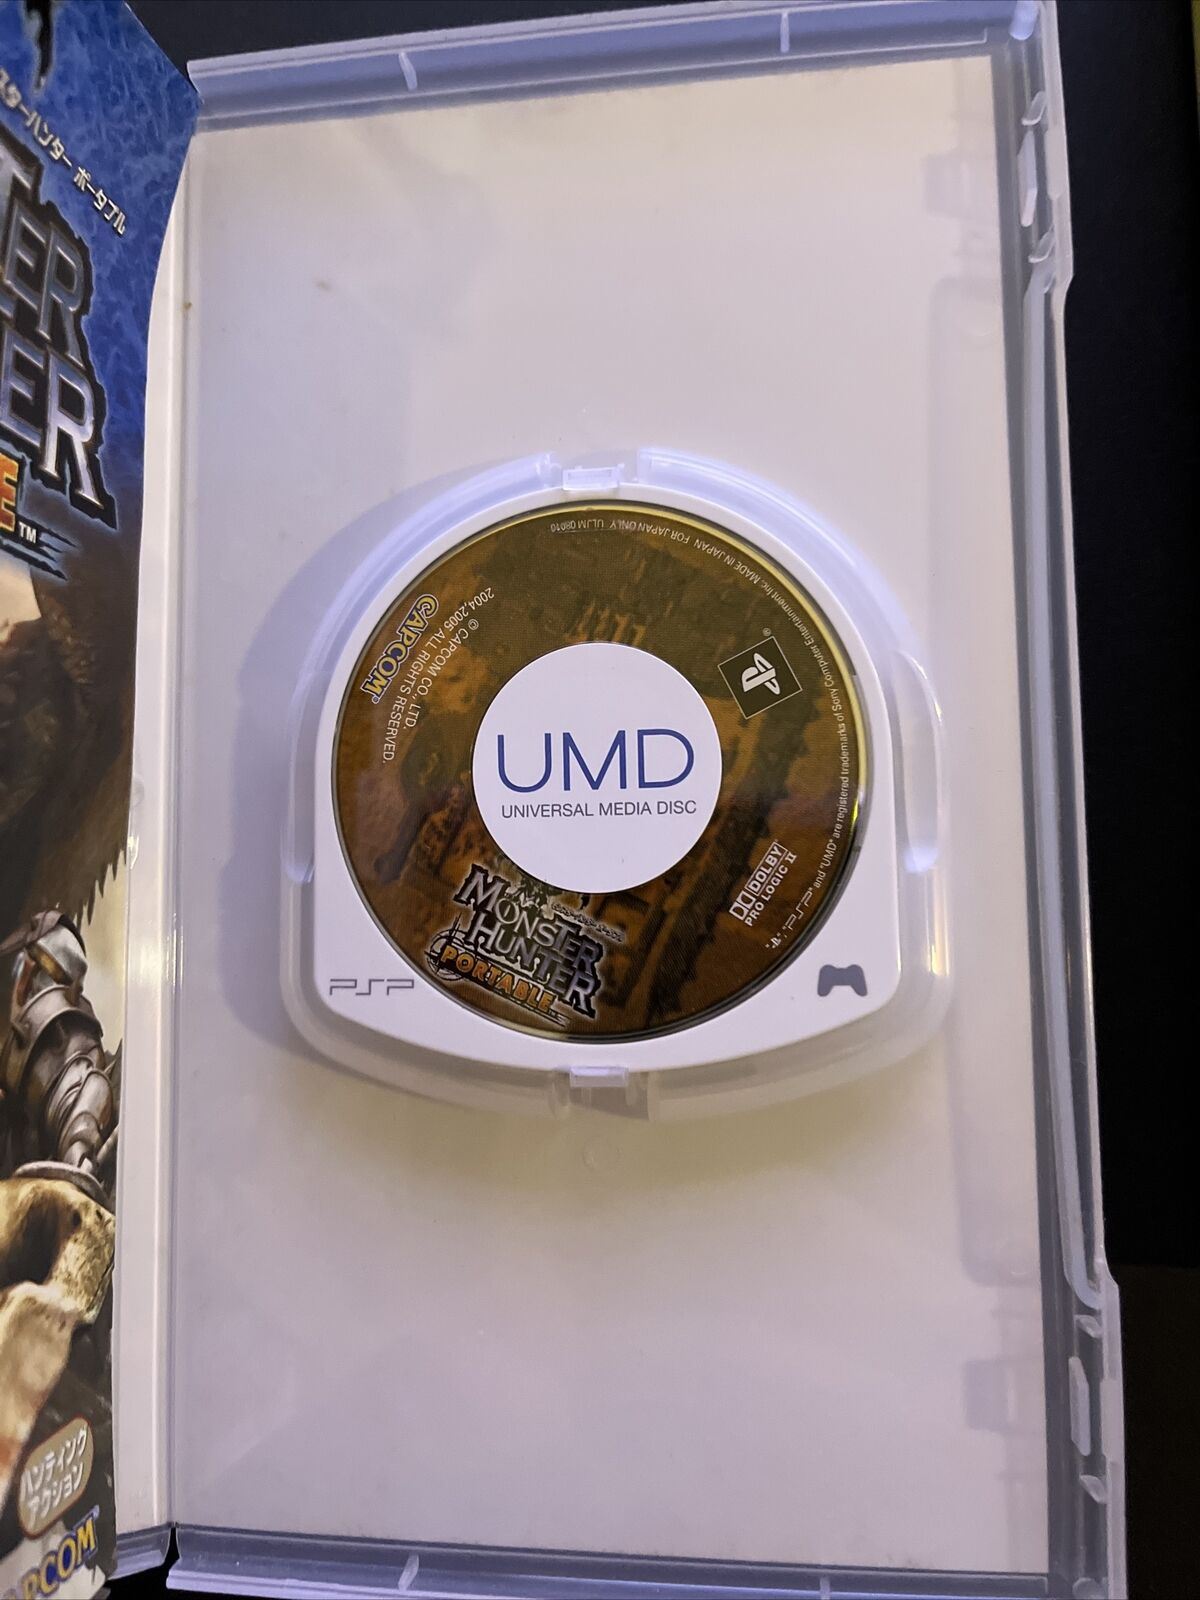 スターハンター ポータブル
T
ER
ER
E™
ハンティング
アクション
PCOM
UMD
UNIVERSAL MEDIA DISC
MONSTER
HUNTER
PORTABLE
PSP
CAPCOM®
© CAPCOM CO., LTD.
2004,2005 ALL RIGHTS RESERVED.
DOLBY
PRO LOGIC II
"PS", "PSP" and "UMD" are registered trademarks of Sony Computer Entertainment Inc. MADE IN JAPAN FOR JAPAN ONLY ULJM 08010